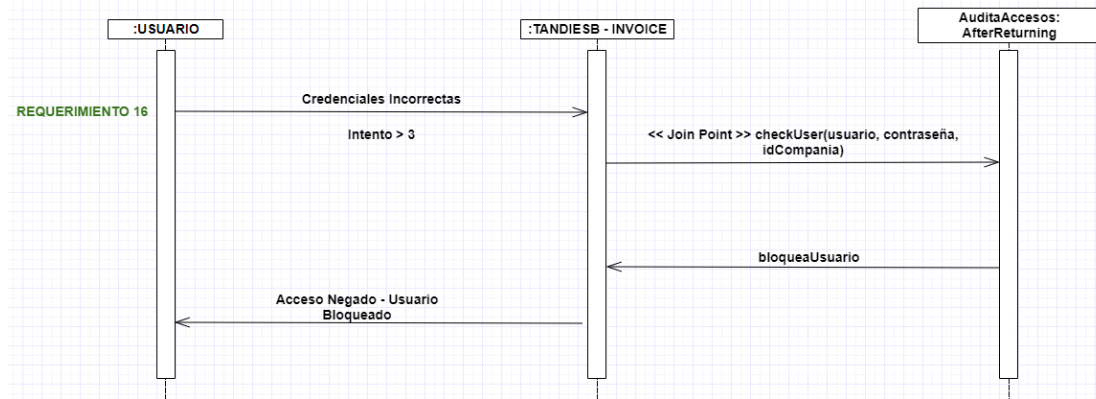 :USUARIO
:TANDIESB - INVOICE
AuditaAccesos:
AfterReturning
REQUERIMIENTO 16
Credenciales Incorrectas
Intento > 3
<< Join Point >> checkUser(usuario, contraseña,
idCompania)
bloqueaUsuario
Acceso Negado - Usuario
Bloqueado